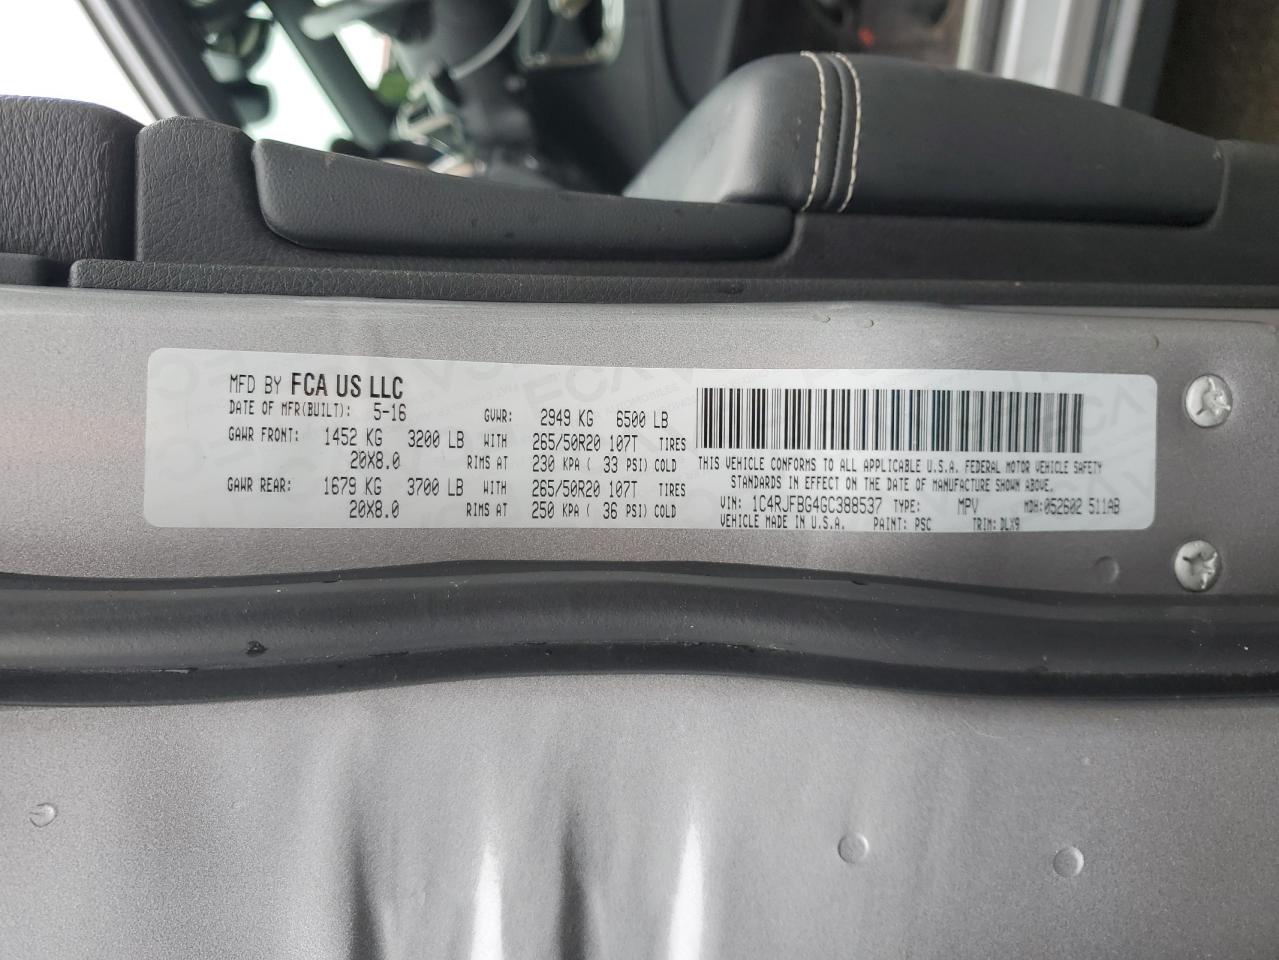 MFD BY FCA US LLC
DATE OF MFR(BUILT): 5-16 GVWR: 2949 KG 6500 LB
GAWR FRONT: 1452 KG 3200 LB WITH 265/50R20 107T TIRES
20X8.0 RIMS AT 230 KPA ( 33 PSI) COLD
GAWR REAR: 1679 KG 3700 LB WITH 265/50R20 107T TIRES
20X8.0 RIMS AT 250 KPA ( 36 PSI) COLD
THIS VEHICLE CONFORMS TO ALL APPLICABLE U.S.A. FEDERAL MOTOR VEHICLE SAFETY
STANDARDS IN EFFECT ON THE DATE OF MANUFACTURE SHOWN ABOVE.
VIN: 1C4RJFBG4GC388537 TYPE: MPV MDH:052602 511AB
VEHICLE MADE IN U.S.A. PAINT: PSC TRIM: DLX9